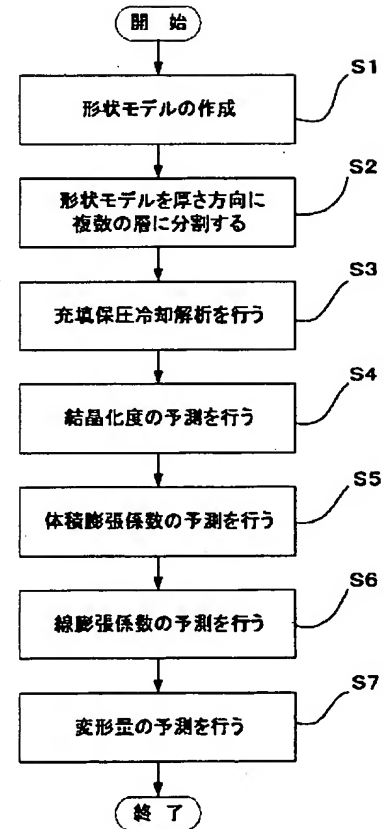 開 始
S1
形状モデルの作成
S2
形状モデルを厚さ方向に
複数の層に分割する
S3
充填保圧冷却解析を行う
S4
結晶化度の予測を行う
S5
体積膨張係数の予測を行う
S6
線膨張係数の予測を行う
S7
変形量の予測を行う
終 了